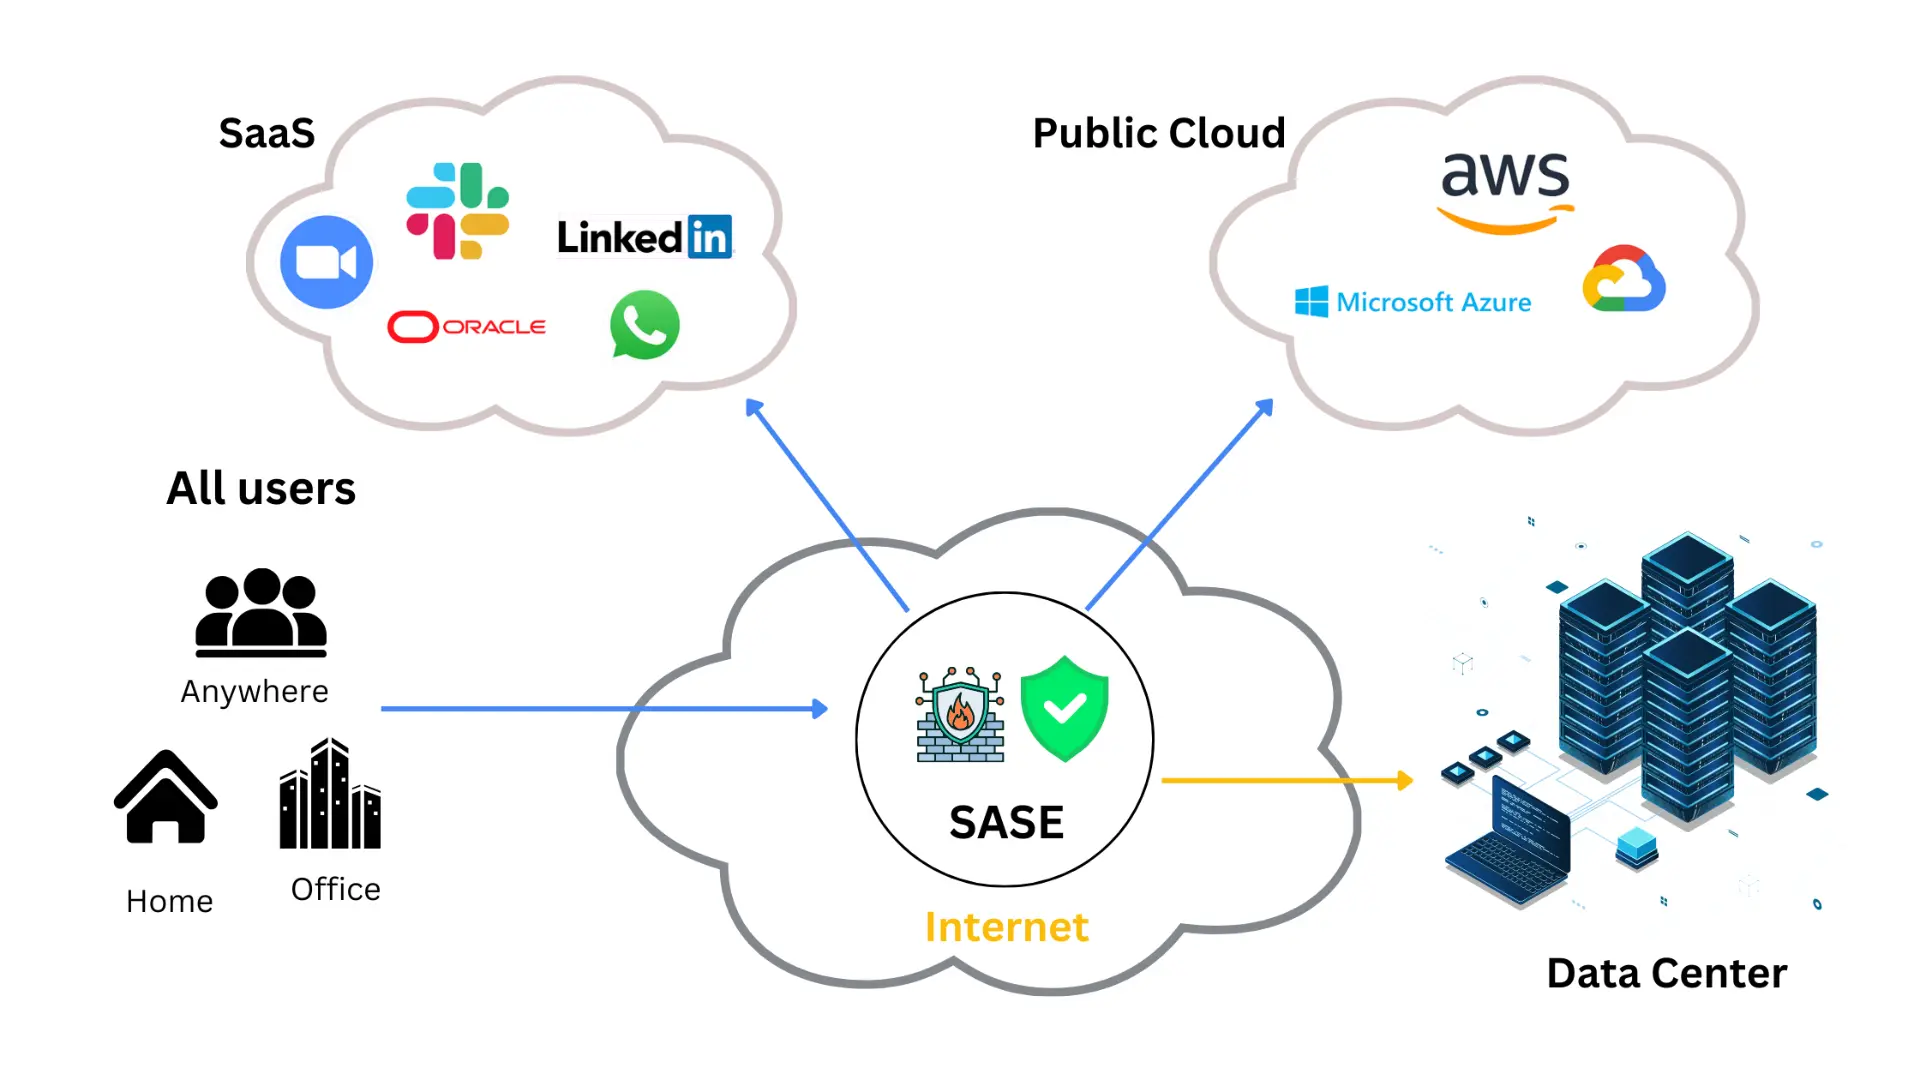 SaaS
Linked in
ORACLE
Public Cloud
aws
Microsoft Azure
All users
Anywhere
Home
Office
SASE
Internet
Data Center